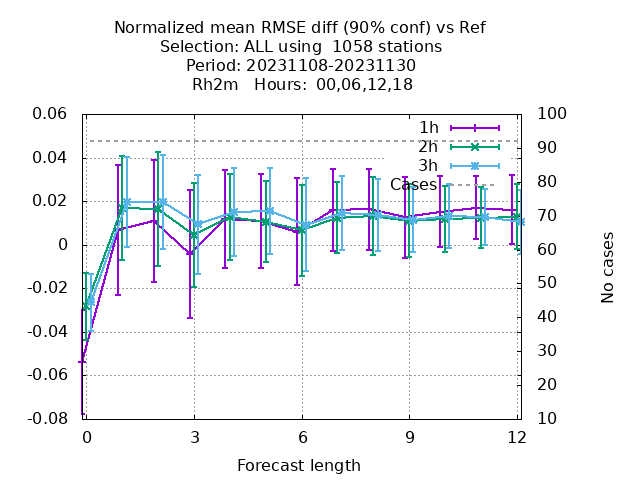 Normalized mean RMSE diff (90% conf) vs Ref
Selection: ALL using  1058 stations
Period: 20231108-20231130
Rh2m   Hours:  00,06,12,18
0.06
0.04
0.02
0
-0.02
-0.04
-0.06
-0.08
1h
2h
3h
Cases
100
90
80
70
60
50
40
30
20
10
No cases
0
3
6
9
12
Forecast length